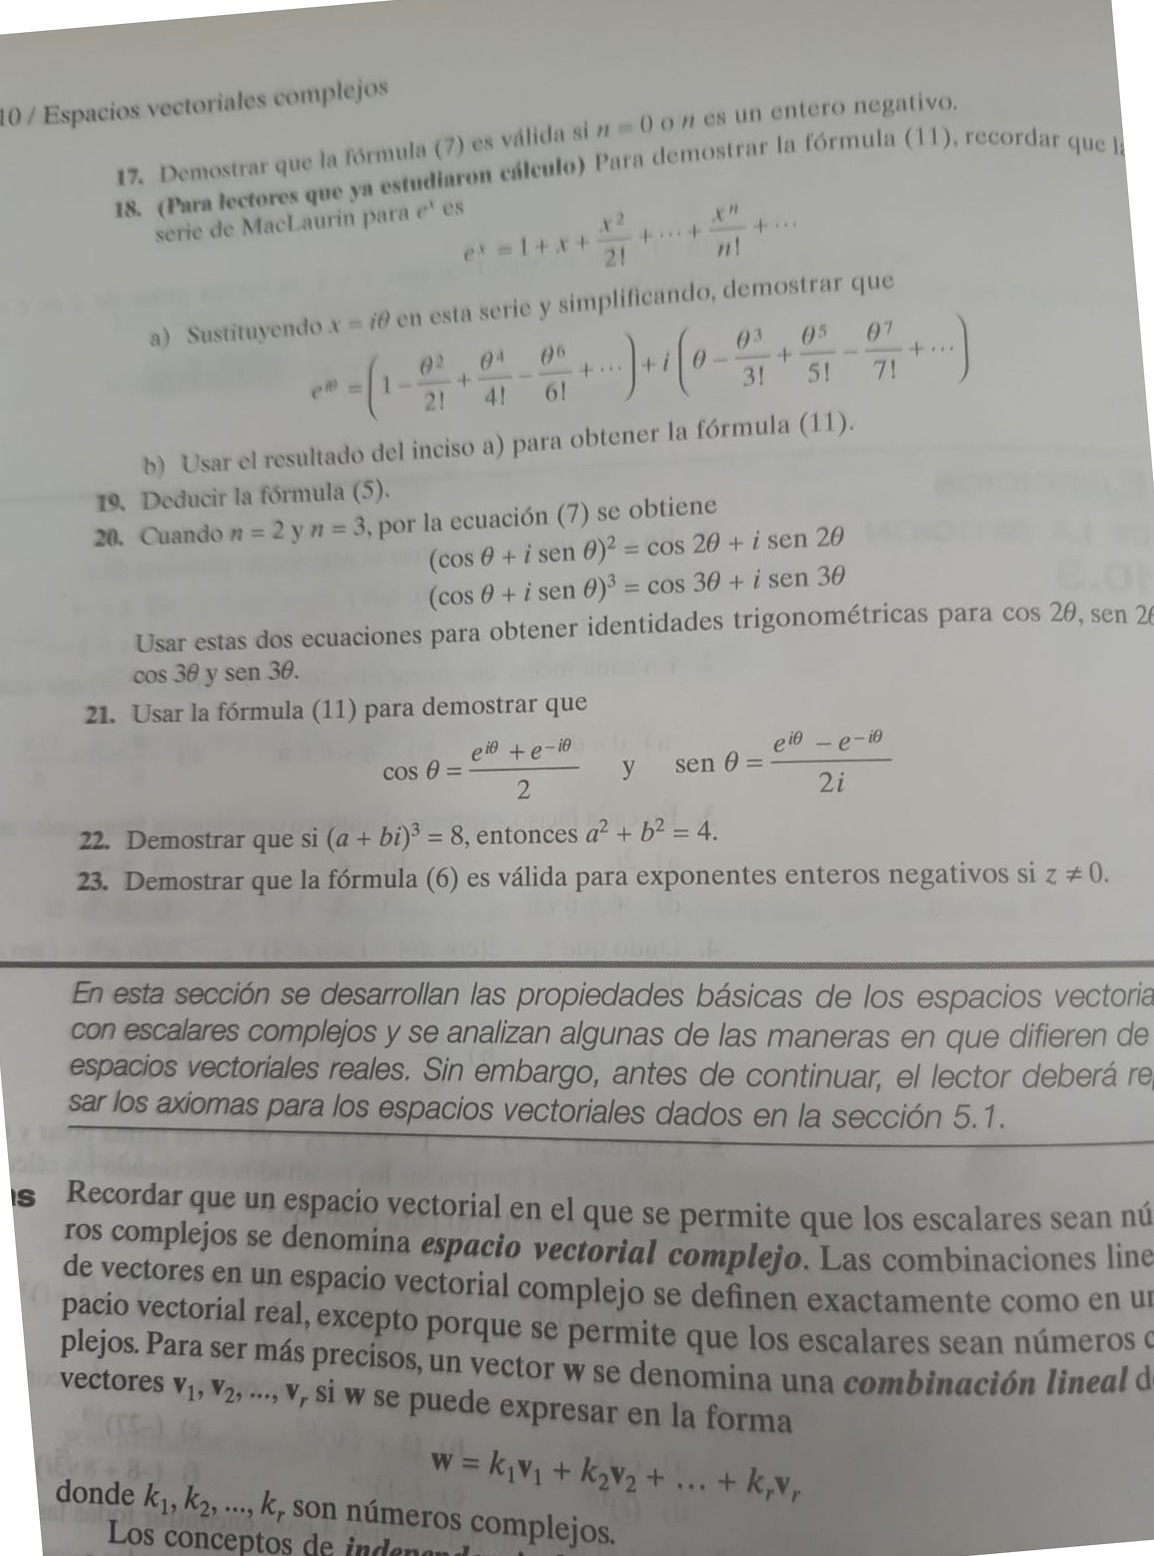 10 / Espacios vectoriales complejos
17. Demostrar que la fórmula (7) es válida si n = 0 o n es un entero negativo.
18. (Para lectores que ya estudiaron cálculo) Para demostrar la fórmula (11), recordar que la
serie de MacLaurin para e^x es
e^x = 1 + x + x^2/2! + ··· + x^n/n! + ···
a) Sustituyendo x = iθ en esta serie y simplificando, demostrar que
e^{iθ} = (1 − θ^2/2! + θ^4/4! − θ^6/6! + ···) + i (θ − θ^3/3! + θ^5/5! − θ^7/7! + ···)
b) Usar el resultado del inciso a) para obtener la fórmula (11).
19. Deducir la fórmula (5).
20. Cuando n = 2 y n = 3, por la ecuación (7) se obtiene
(cos θ + i sen θ)^2 = cos 2θ + i sen 2θ
(cos θ + i sen θ)^3 = cos 3θ + i sen 3θ
Usar estas dos ecuaciones para obtener identidades trigonométricas para cos 2θ, sen 2θ
cos 3θ y sen 3θ.
21. Usar la fórmula (11) para demostrar que
cos θ = (e^{iθ} + e^{−iθ})/2 y sen θ = (e^{iθ} − e^{−iθ})/2i
22. Demostrar que si (a + bi)^3 = 8, entonces a^2 + b^2 = 4.
23. Demostrar que la fórmula (6) es válida para exponentes enteros negativos si z ≠ 0.
En esta sección se desarrollan las propiedades básicas de los espacios vectoria
con escalares complejos y se analizan algunas de las maneras en que difieren de
espacios vectoriales reales. Sin embargo, antes de continuar, el lector deberá re
sar los axiomas para los espacios vectoriales dados en la sección 5.1.
as Recordar que un espacio vectorial en el que se permite que los escalares sean nú
ros complejos se denomina espacio vectorial complejo. Las combinaciones line
de vectores en un espacio vectorial complejo se definen exactamente como en un
pacio vectorial real, excepto porque se permite que los escalares sean números c
plejos. Para ser más precisos, un vector w se denomina una combinación lineal d
vectores v₁, v₂, ..., vᵣ si w se puede expresar en la forma
w = k₁v₁ + k₂v₂ + ... + kᵣvᵣ
donde k₁, k₂, ..., kᵣ son números complejos.
Los conceptos de